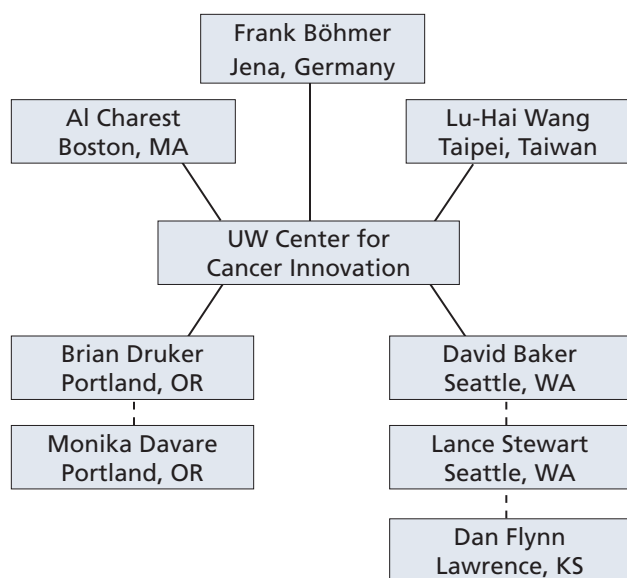 Frank Böhmer
Jena, Germany
Al Charest
Boston, MA
Lu-Hai Wang
Taipei, Taiwan
UW Center for
Cancer Innovation
Brian Druker
Portland, OR
Monika Davare
Portland, OR
David Baker
Seattle, WA
Lance Stewart
Seattle, WA
Dan Flynn
Lawrence, KS